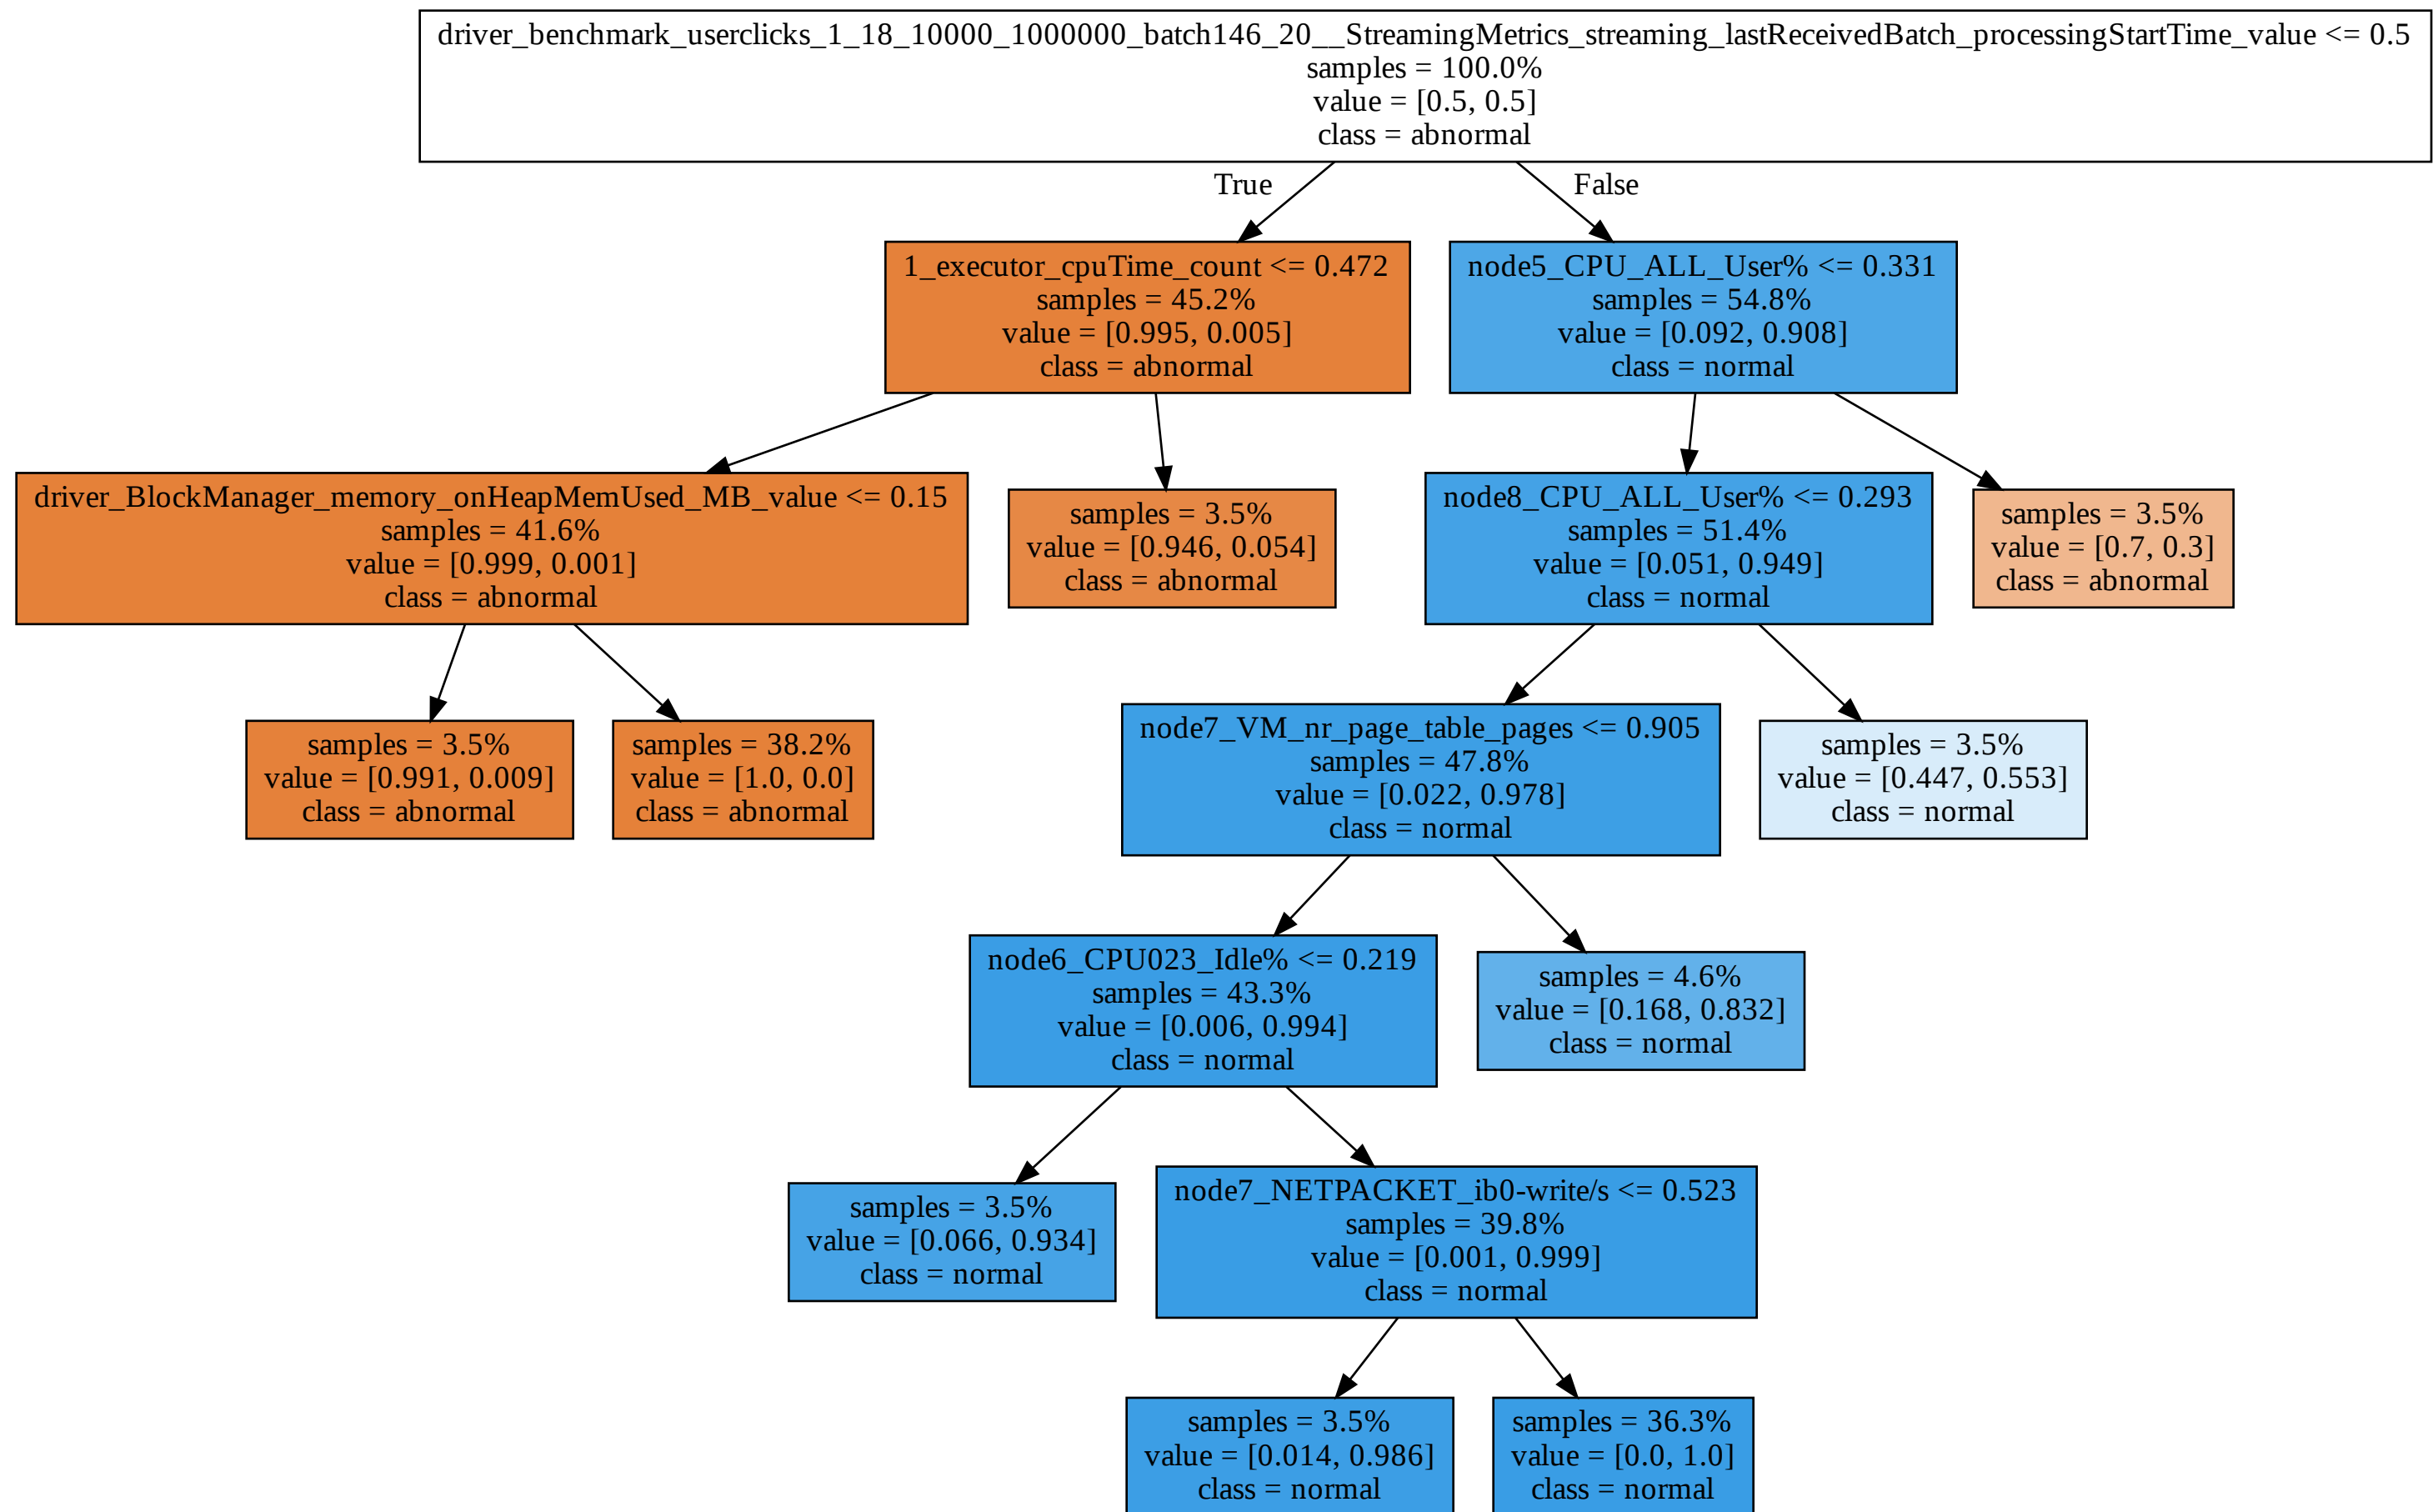 driver_benchmark_userclicks_1_18_10000_1000000_batch146_20__StreamingMetrics_streaming_lastReceivedBatch_processingStartTime_value <= 0.5
samples = 100.0%
value = [0.5, 0.5]
class = abnormal
True
False
1_executor_cpuTime_count <= 0.472
samples = 45.2%
value = [0.995, 0.005]
class = abnormal
node5_CPU_ALL_User% <= 0.331
samples = 54.8%
value = [0.092, 0.908]
class = normal
driver_BlockManager_memory_onHeapMemUsed_MB_value <= 0.15
samples = 41.6%
value = [0.999, 0.001]
class = abnormal
samples = 3.5%
value = [0.946, 0.054]
class = abnormal
node8_CPU_ALL_User% <= 0.293
samples = 51.4%
value = [0.051, 0.949]
class = normal
samples = 3.5%
value = [0.7, 0.3]
class = abnormal
samples = 3.5%
value = [0.991, 0.009]
class = abnormal
samples = 38.2%
value = [1.0, 0.0]
class = abnormal
node7_VM_nr_page_table_pages <= 0.905
samples = 47.8%
value = [0.022, 0.978]
class = normal
samples = 3.5%
value = [0.447, 0.553]
class = normal
node6_CPU023_Idle% <= 0.219
samples = 43.3%
value = [0.006, 0.994]
class = normal
samples = 4.6%
value = [0.168, 0.832]
class = normal
samples = 3.5%
value = [0.066, 0.934]
class = normal
node7_NETPACKET_ib0-write/s <= 0.523
samples = 39.8%
value = [0.001, 0.999]
class = normal
samples = 3.5%
value = [0.014, 0.986]
class = normal
samples = 36.3%
value = [0.0, 1.0]
class = normal